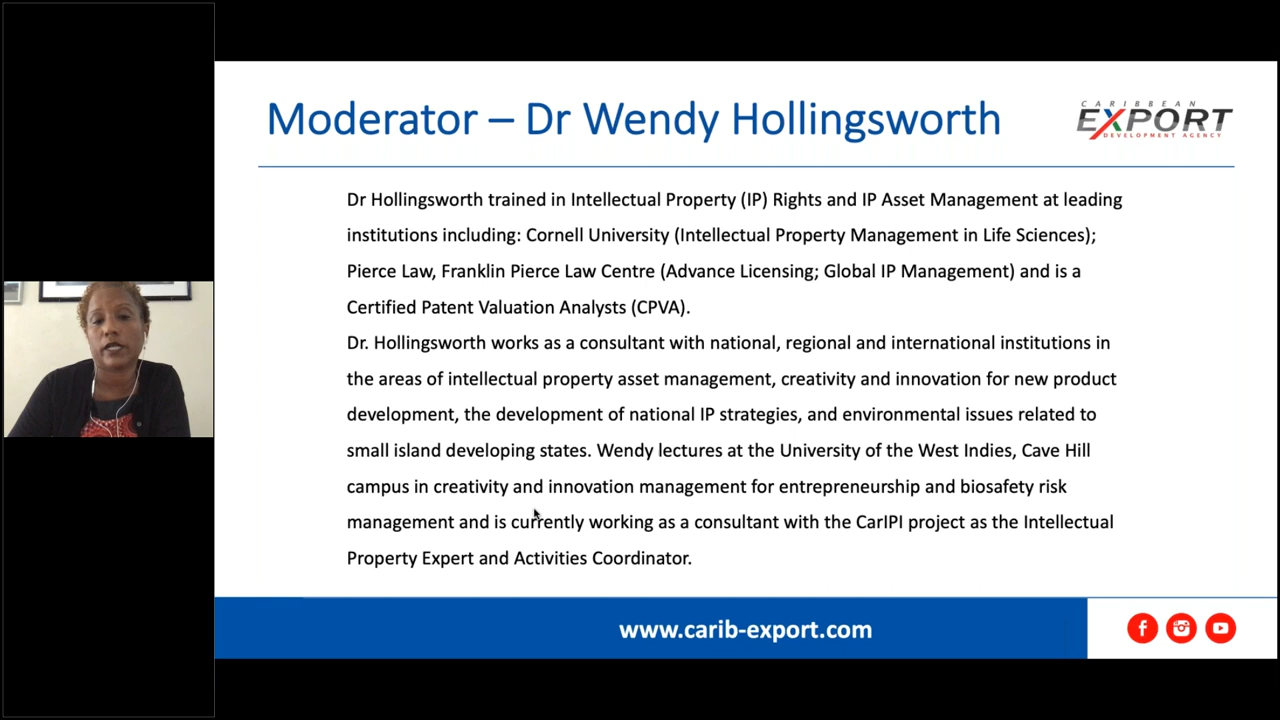 Moderator – Dr Wendy Hollingsworth
CARIBBEAN
EXPORT
DEVELOPMENT AGENCY
Dr Hollingsworth trained in Intellectual Property (IP) Rights and IP Asset Management at leading
institutions including: Cornell University (Intellectual Property Management in Life Sciences);
Pierce Law, Franklin Pierce Law Centre (Advance Licensing; Global IP Management) and is a
Certified Patent Valuation Analysts (CPVA).
Dr. Hollingsworth works as a consultant with national, regional and international institutions in
the areas of intellectual property asset management, creativity and innovation for new product
development, the development of national IP strategies, and environmental issues related to
small island developing states. Wendy lectures at the University of the West Indies, Cave Hill
campus in creativity and innovation management for entrepreneurship and biosafety risk
management and is currently working as a consultant with the CarIPI project as the Intellectual
Property Expert and Activities Coordinator.
www.carib-export.com